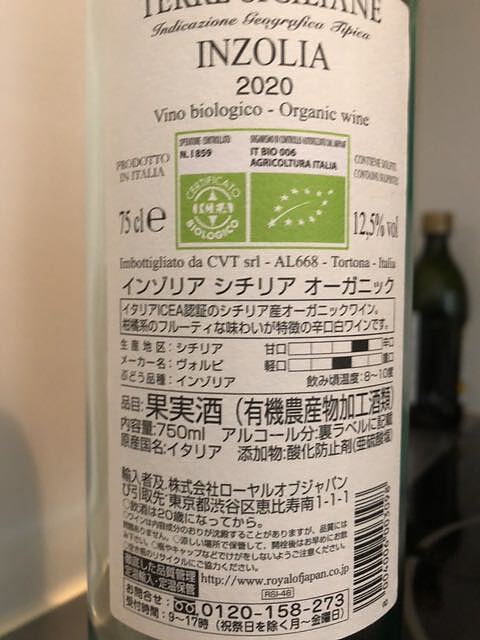 TERRE SICILIANE
Indicazione Geografica Tipica
INZOLIA
2020
Vino biologico - Organic wine
OPERATORE CONTROLLATO
N. I 859
IT BIO 006
AGRICOLTURA ITALIA
PRODOTTO
IN ITALIA
CERTIFICATO
ICEA
BIOLOGICO
75 cl e
12,5% vol
Imbottigliato da CVT srl - AL668 - Tortona - Italia
インゾリア シチリア オーガニック
イタリアICEA認証のシチリア産オーガニックワイン。
柑橘系のフルーティな味わいが特徴の辛口白ワインです。
生産地区:シチリア 甘口 辛口
メーカー名:ヴォルピ 軽口 重口
ぶどう品種:インゾリア 飲み頃温度:8~10度
品目:果実酒(有機農産物加工酒類)
内容量:750ml アルコール分:裏ラベルに記載
原産国名:イタリア 添加物:酸化防止剤(亜硫酸塩)
輸入者及 株式会社ローヤルオブジャパン
び引取先:東京都渋谷区恵比寿南1-1-1
○飲酒は20歳になってから。
http://www.royalofjapan.co.jp
RSI-48
お問合せ:0120-158-273
受付時間:9~17時(祝祭日を除く月~金曜日)